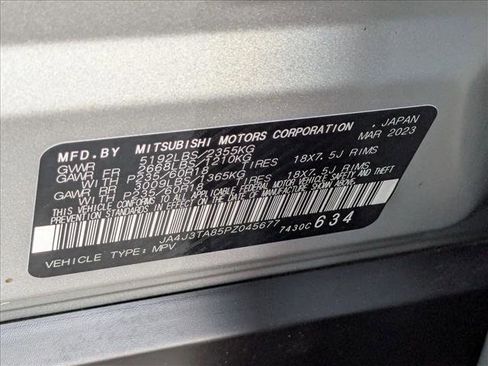 MFD.BY MITSUBISHI MOTORS CORPORATION , JAPAN
GVWR 5192LBS/2355KG MAR 2023
GAWR FR 2668LBS/1210KG
WITH P235/60R18 TIRES 18X7.5J RIMS
GAWR RR 3009LBS/1365KG
WITH P235/60R18 TIRES 18X7.5J RIMS
THIS VEHICLE CONFORMS TO ALL APPLICABLE FEDERAL MOTOR VEHICLE SAFETY, BUMPER, AND THEFT
PREVENTION STANDARDS IN EFFECT ON THE DATE OF MANUFACTURE SHOWN ABOVE.
JA4J3TA85PZ045677 7430C 634
VEHICLE TYPE: MPV